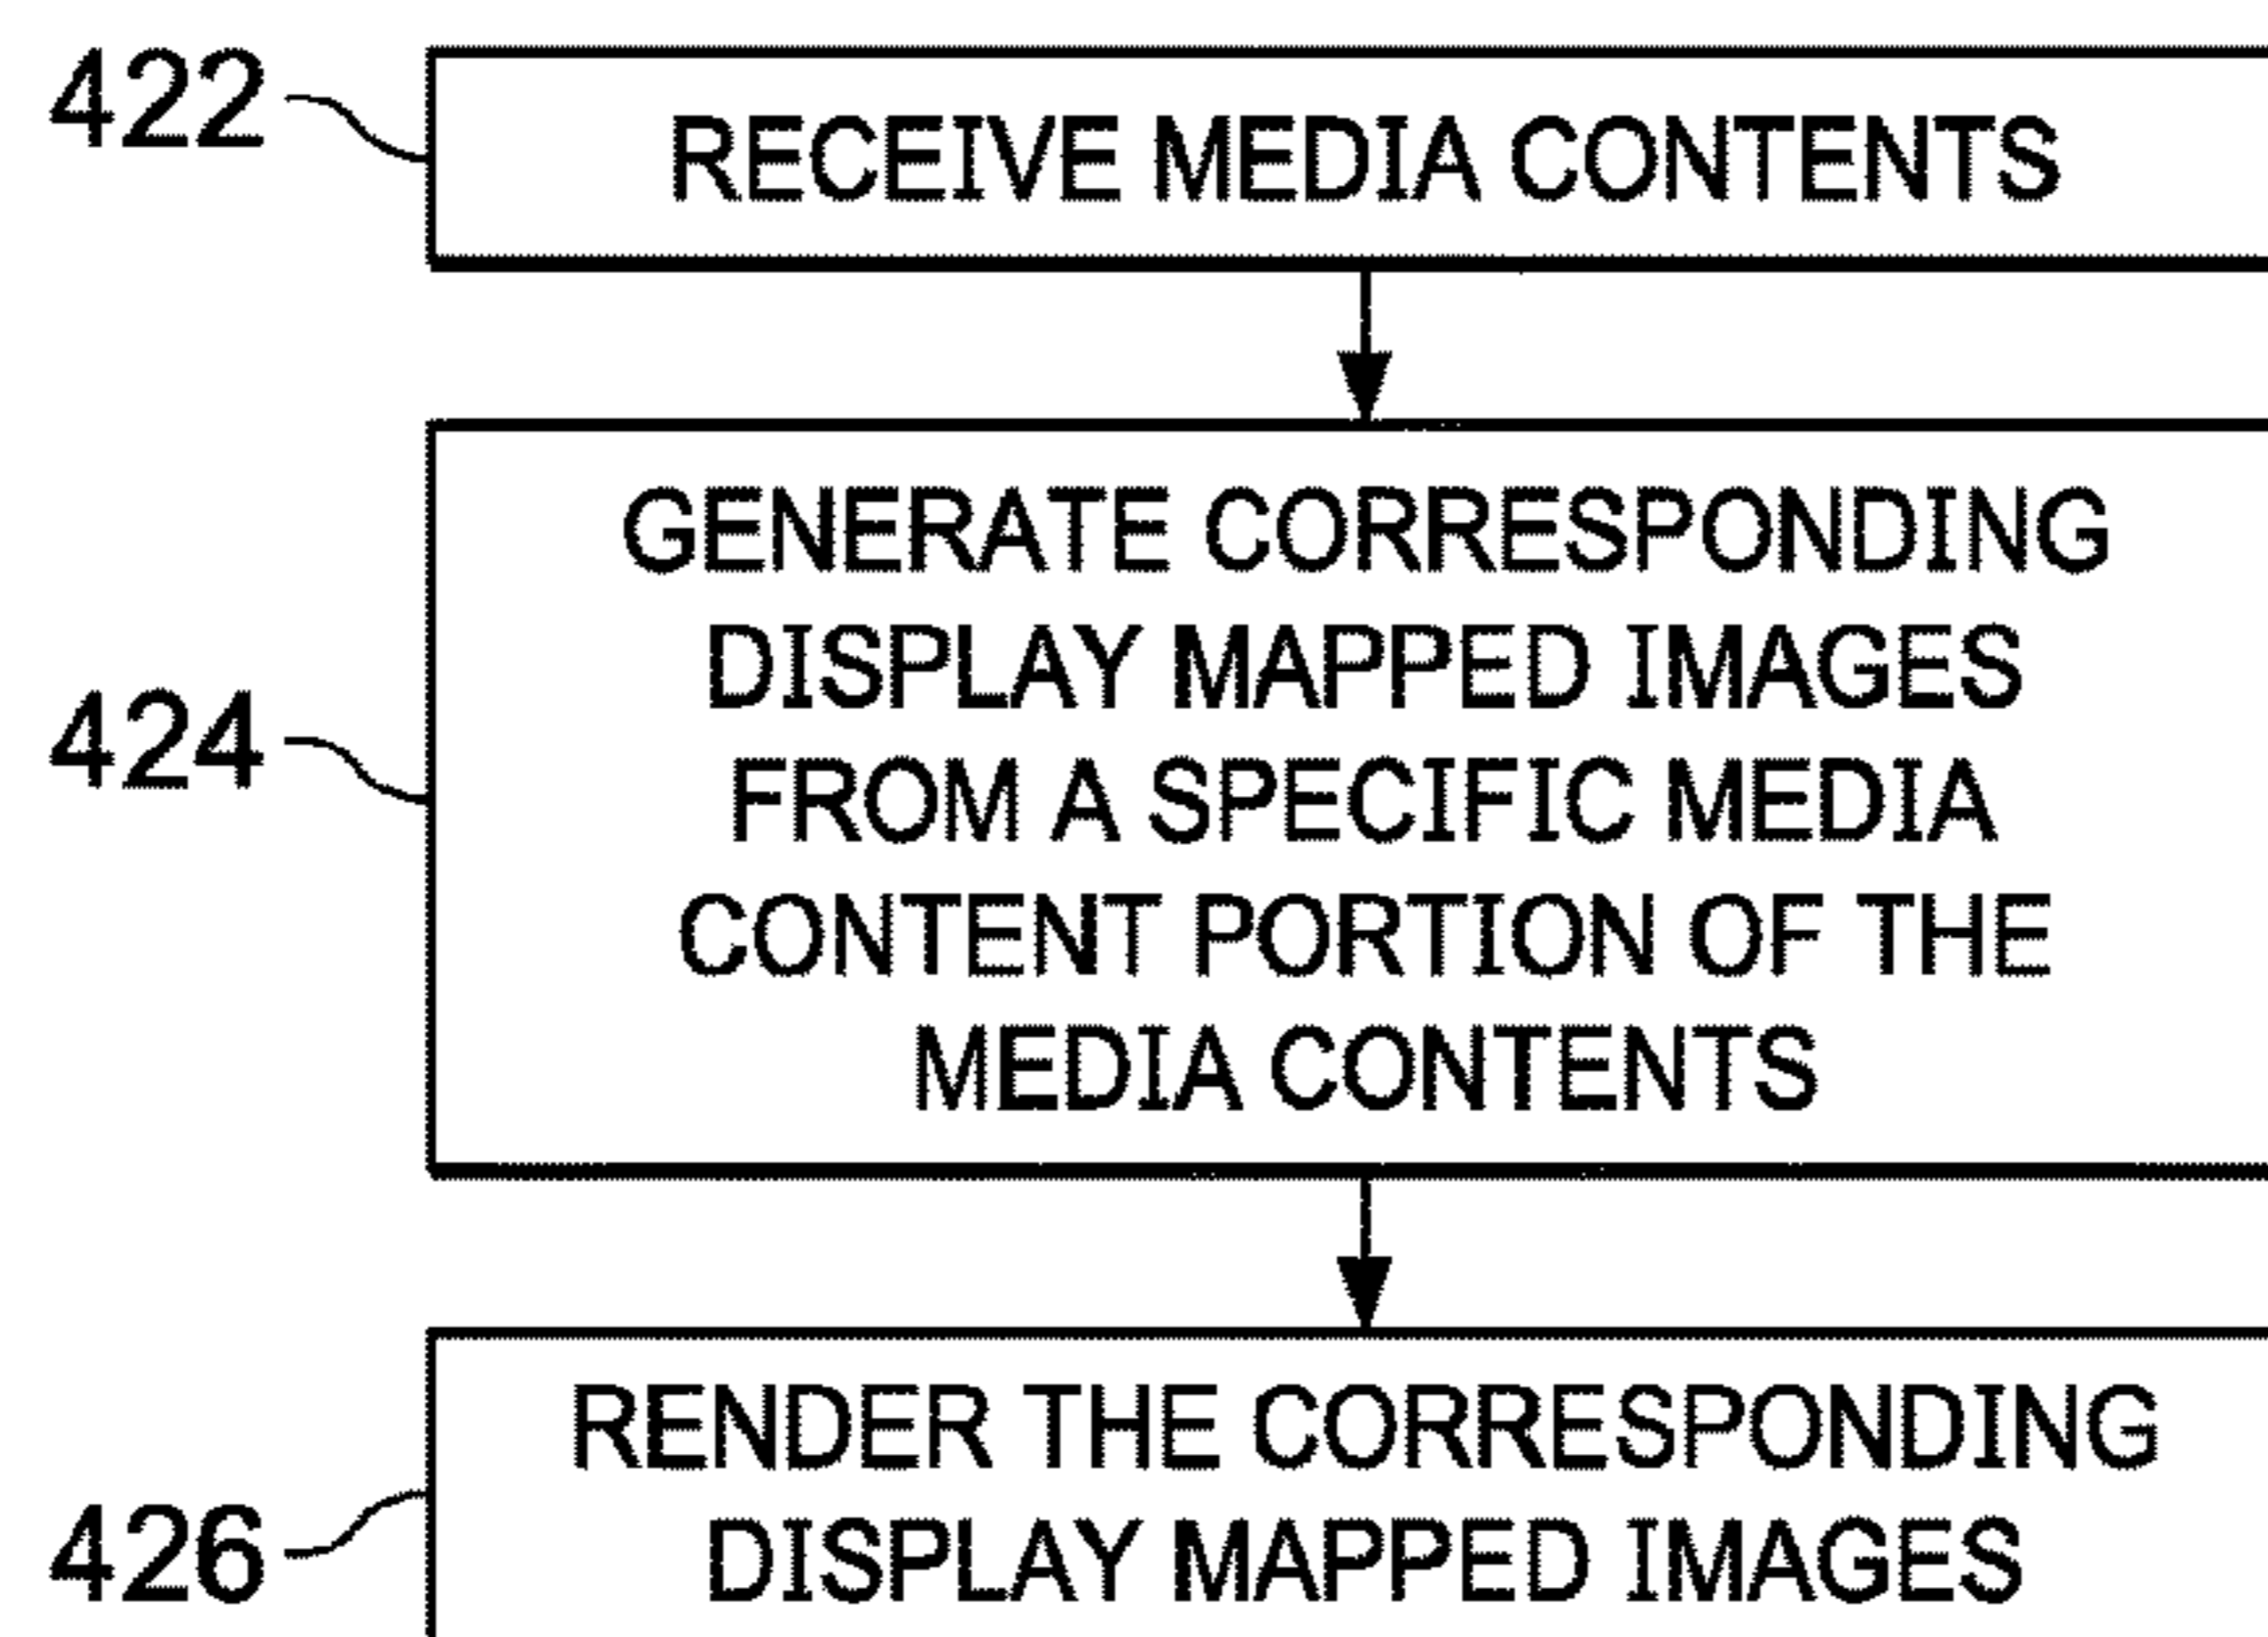 422
RECEIVE MEDIA CONTENTS
GENERATE CORRESPONDING
DISPLAY MAPPED IMAGES
424
FROM A SPECIFIC MEDIA
CONTENT PORTION OF THE
MEDIA CONTENTS
RENDER THE CORRESPONDING
426
DISPLAY MAPPED IMAGES